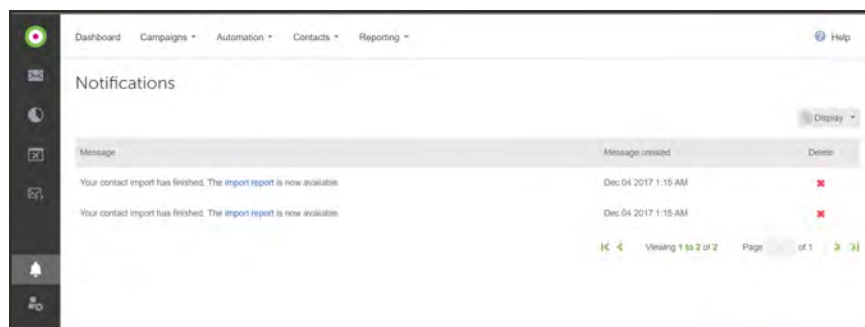 Dashboard Campaigns Automation Contacts Reporting Help
Notifications
Display
Message Message created Delete
Your contact import has finished. The import report is now available. Dec 04 2017 1:15 AM
Your contact import has finished. The import report is now available. Dec 04 2017 1:15 AM
Viewing 1 to 2 of 2 Page of 1